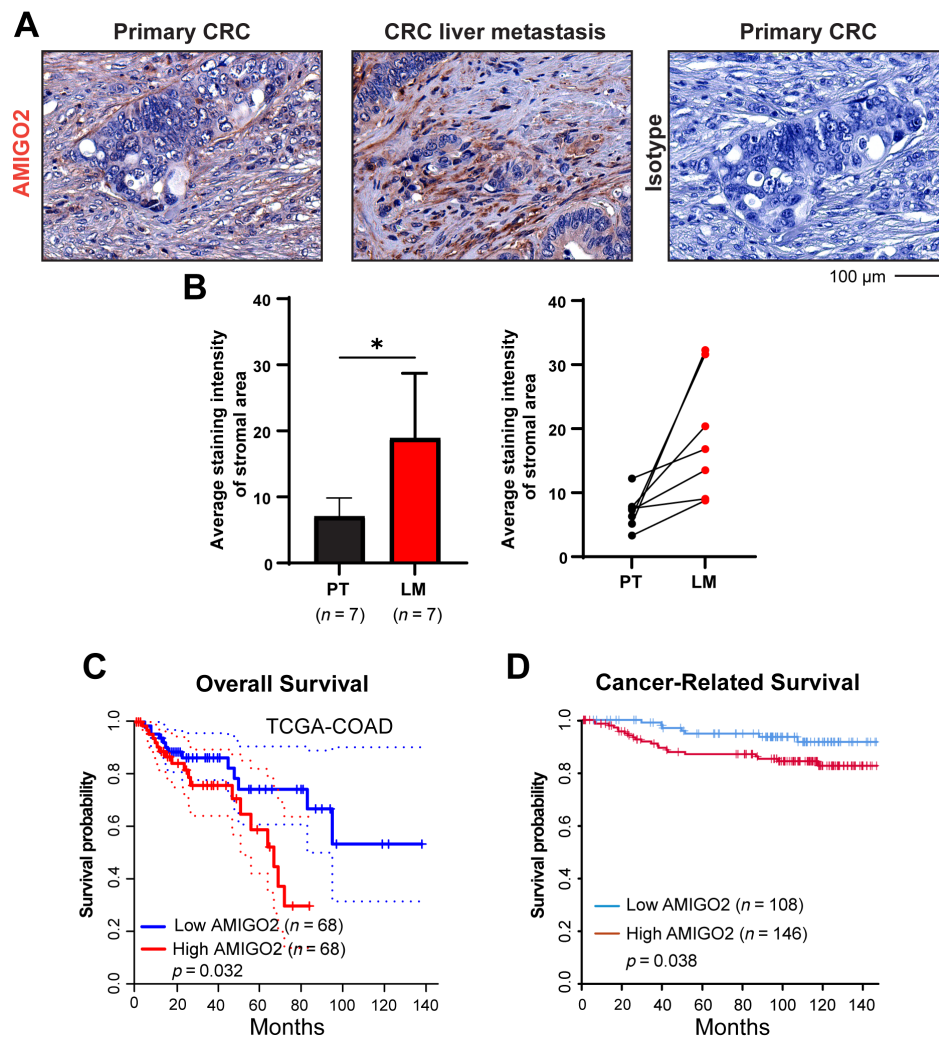 A
Primary CRC
CRC liver metastasis
Primary CRC
AMIGO2
Isotype
100 µm
B
Average staining intensity
of stromal area
40
30
20
10
0
*
PT
LM
(n = 7)
(n = 7)
Average staining intensity
of stromal area
40
30
20
10
0
PT
LM
C
Overall Survival
TCGA-COAD
Survival probability
1.0
0.8
0.6
0.4
0.2
0.0
Low AMIGO2 (n = 68)
High AMIGO2 (n = 68)
p = 0.032
0 20 40 60 80 100 120 140
Months
D
Cancer-Related Survival
Survival probability
1.0
0.8
0.6
0.4
0.2
0.0
Low AMIGO2 (n = 108)
High AMIGO2 (n = 146)
p = 0.038
0 20 40 60 80 100 120 140
Months